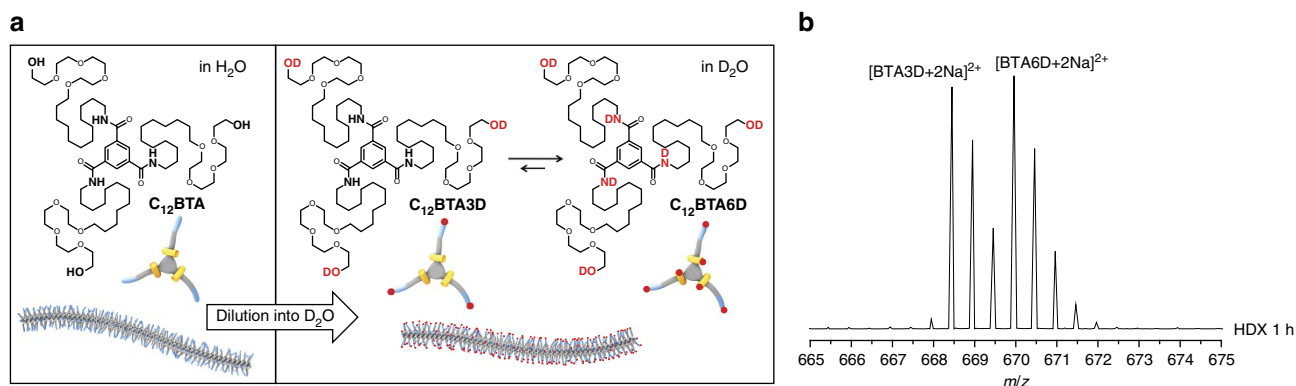 a
in H₂O
OH
O
O
O
O
HN
O
OH
H
N
O
O
NH
O
O
O
O
O
O
O
O
O
HO
C₁₂BTA
in D₂O
OD
O
O
O
O
HN
O
OD
H
N
O
O
NH
O
O
O
O
O
O
O
O
O
DO
C₁₂BTA3D
OD
O
O
O
O
DN
O
OD
D
N
O
O
ND
O
O
O
O
O
O
O
O
O
DO
C₁₂BTA6D
Dilution into D₂O
b
[BTA3D+2Na]²⁺
[BTA6D+2Na]²⁺
HDX 1 h
665 666 667 668 669 670 671 672 673 674 675
m/z